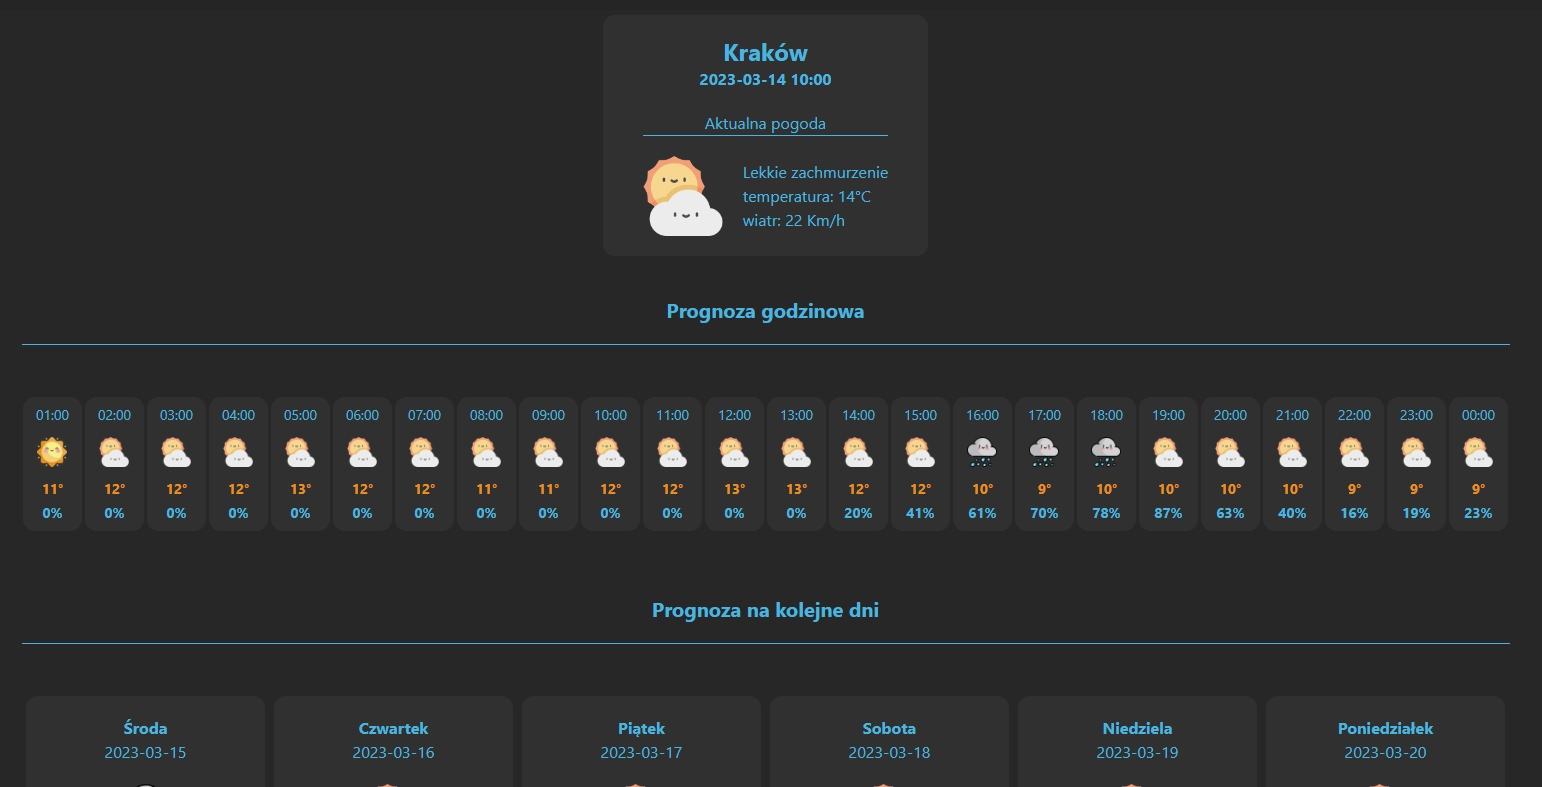 Kraków
2023-03-14 10:00
Aktualna pogoda
Lekkie zachmurzenie
temperatura: 14°C
wiatr: 22 Km/h
Prognoza godzinowa
01:00 02:00 03:00 04:00 05:00 06:00 07:00 08:00 09:00 10:00 11:00 12:00 13:00 14:00 15:00 16:00 17:00 18:00 19:00 20:00 21:00 22:00 23:00 00:00
11° 12° 12° 12° 13° 12° 12° 11° 11° 12° 12° 13° 13° 12° 12° 10° 9° 10° 10° 10° 10° 9° 9° 9°
0% 0% 0% 0% 0% 0% 0% 0% 0% 0% 0% 0% 0% 20% 41% 61% 70% 78% 87% 63% 40% 16% 19% 23%
Prognoza na kolejne dni
Środa Czwartek Piątek Sobota Niedziela Poniedziałek
2023-03-15 2023-03-16 2023-03-17 2023-03-18 2023-03-19 2023-03-20